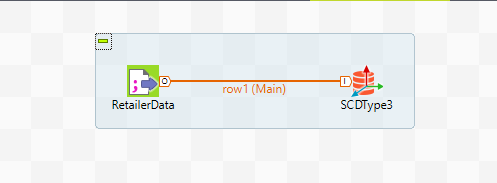 ;
O
row1 (Main)
I
RetailerData
SCDType3